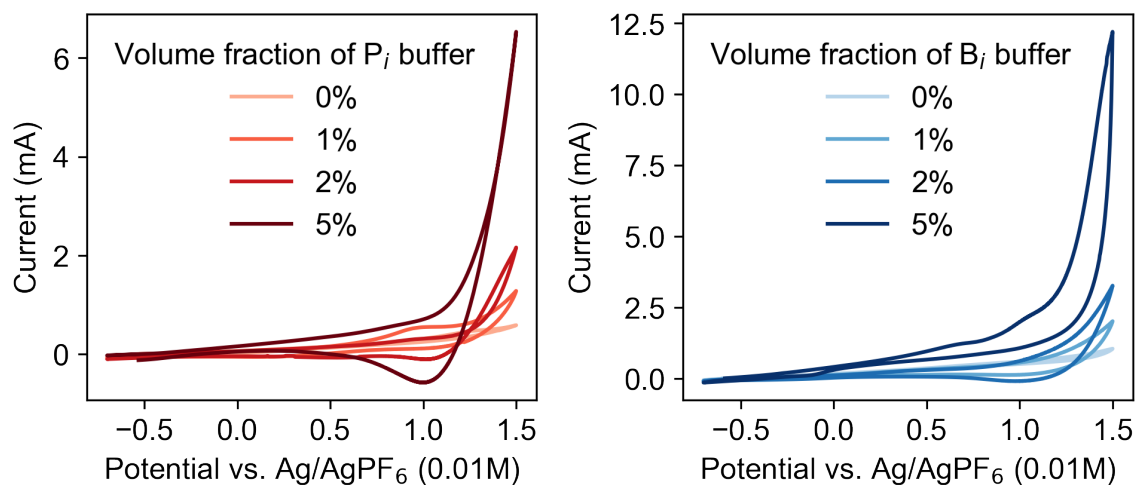 Volume fraction of Pᵢ buffer
0%
1%
2%
5%
6
4
2
0
Current (mA)
−0.5 0.0 0.5 1.0 1.5
Potential vs. Ag/AgPF₆ (0.01M)
Volume fraction of Bᵢ buffer
0%
1%
2%
5%
12.5
10.0
7.5
5.0
2.5
0.0
Current (mA)
−0.5 0.0 0.5 1.0 1.5
Potential vs. Ag/AgPF₆ (0.01M)